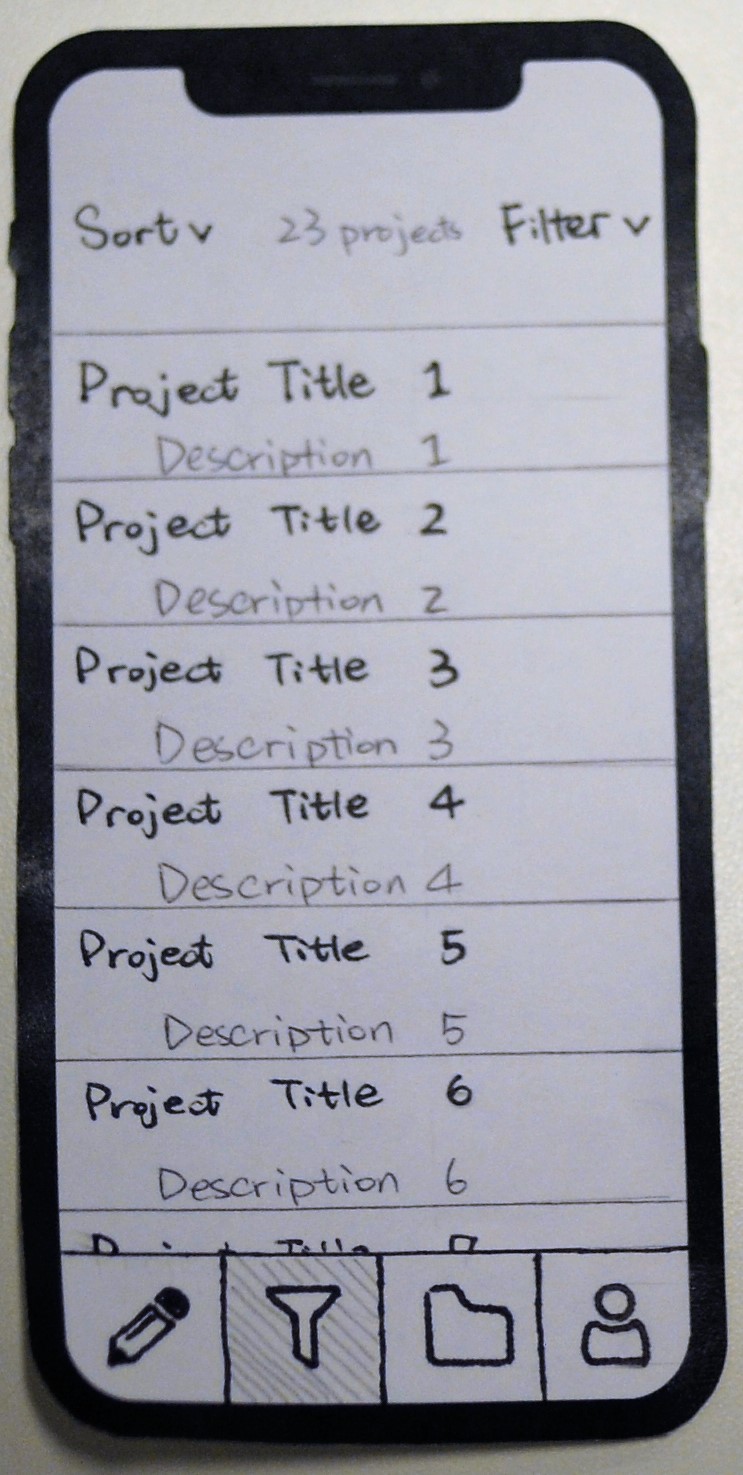 Sort v 23 projects Filter v
Project Title 1
Description 1
Project Title 2
Description 2
Project Title 3
Description 3
Project Title 4
Description 4
Project Title 5
Description 5
Project Title 6
Description 6